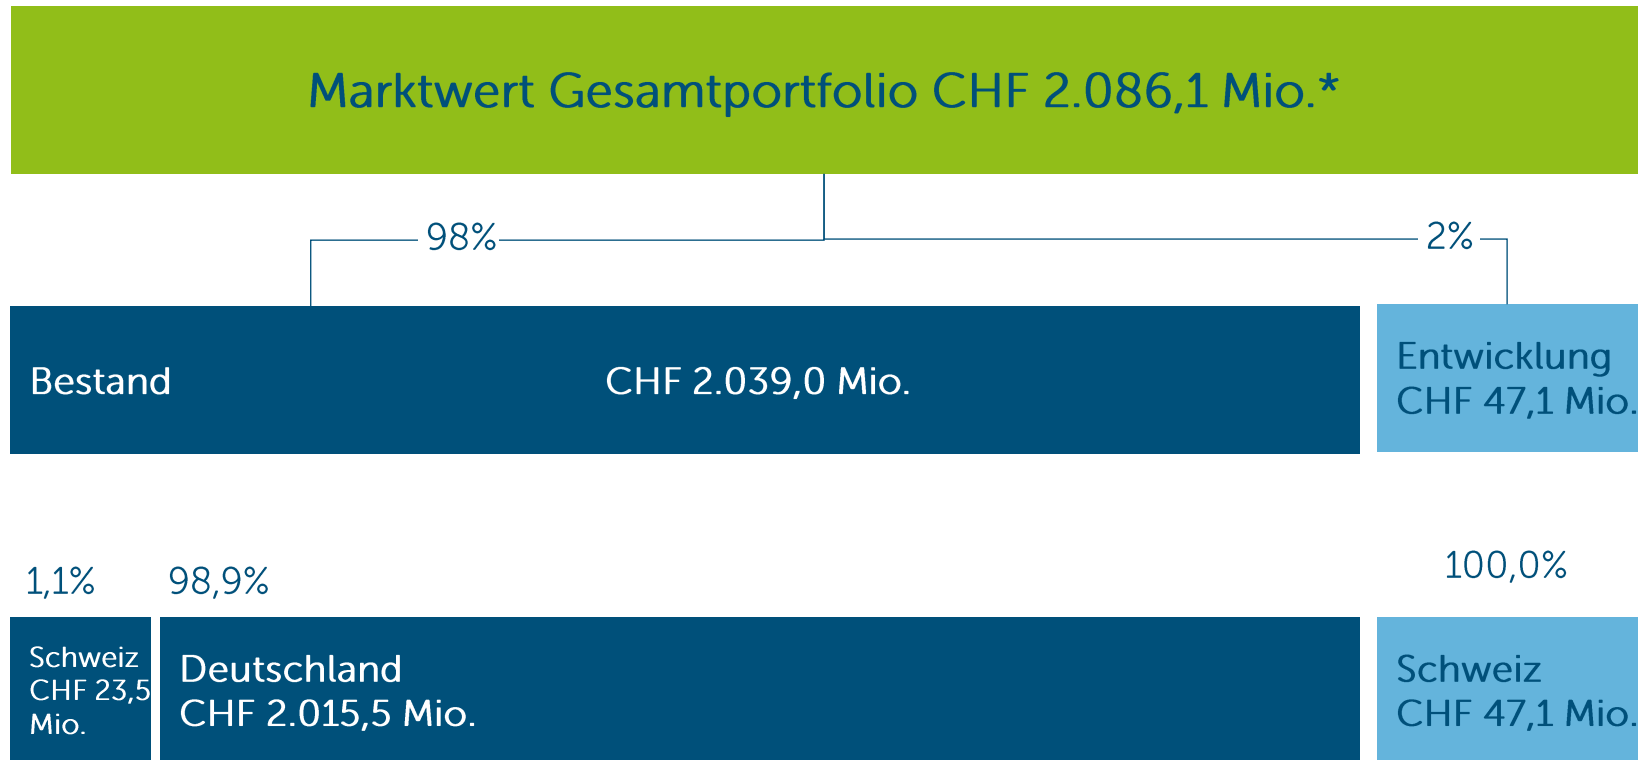 Marktwert Gesamtportfolio CHF 2.086,1 Mio.*
98%
2%
Bestand
CHF 2.039,0 Mio.
Entwicklung
CHF 47,1 Mio.
1,1%
98,9%
100,0%
Schweiz
CHF 23,5
Mio.
Deutschland
CHF 2.015,5 Mio.
Schweiz
CHF 47,1 Mio.